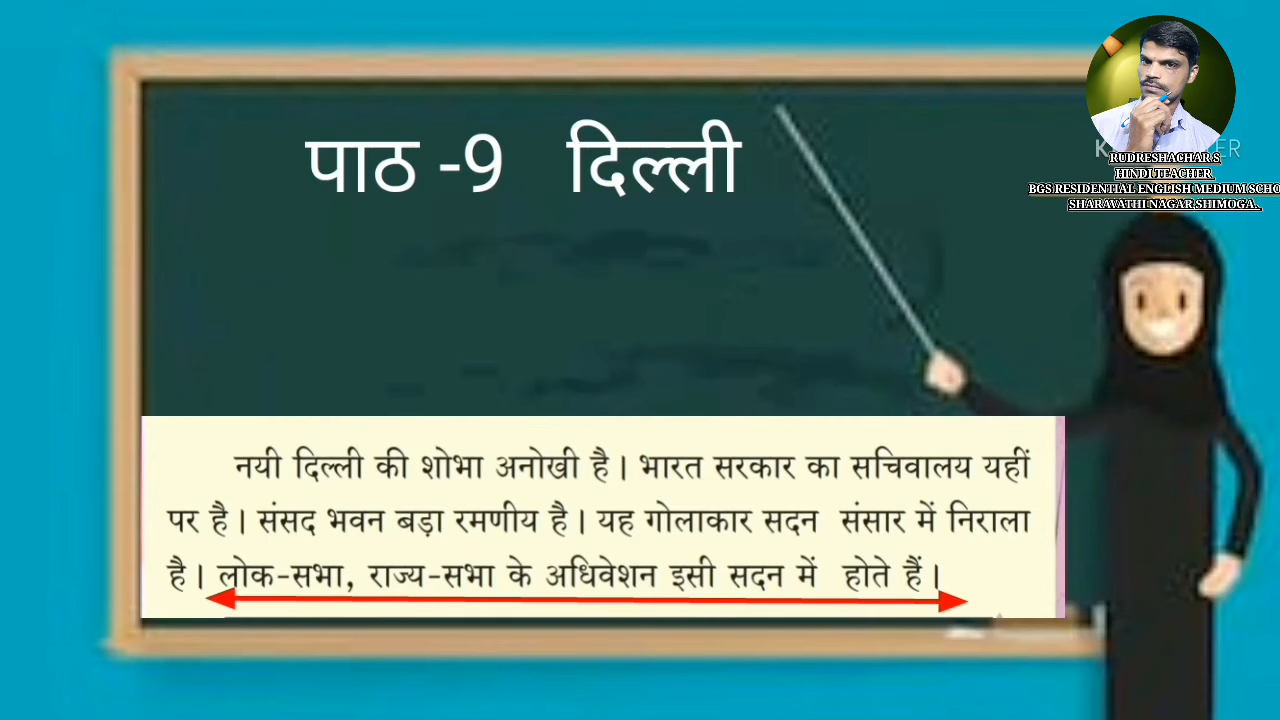 पाठ -9 दिल्ली
RUDRESHACHAR S
HINDI TEACHER
BGS RESIDENTIAL ENGLISH MEDIUM
SHARAVATHI NAGAR SHIMOGA..
नयी दिल्ली की शोभा अनोखी है। भारत सरकार का सचिवालय यहीं
पर है। संसद भवन बड़ा रमणीय है। यह गोलाकार सदन संसार में निराला
है। लोक-सभा, राज्य-सभा के अधिवेशन इसी सदन में होते हैं।